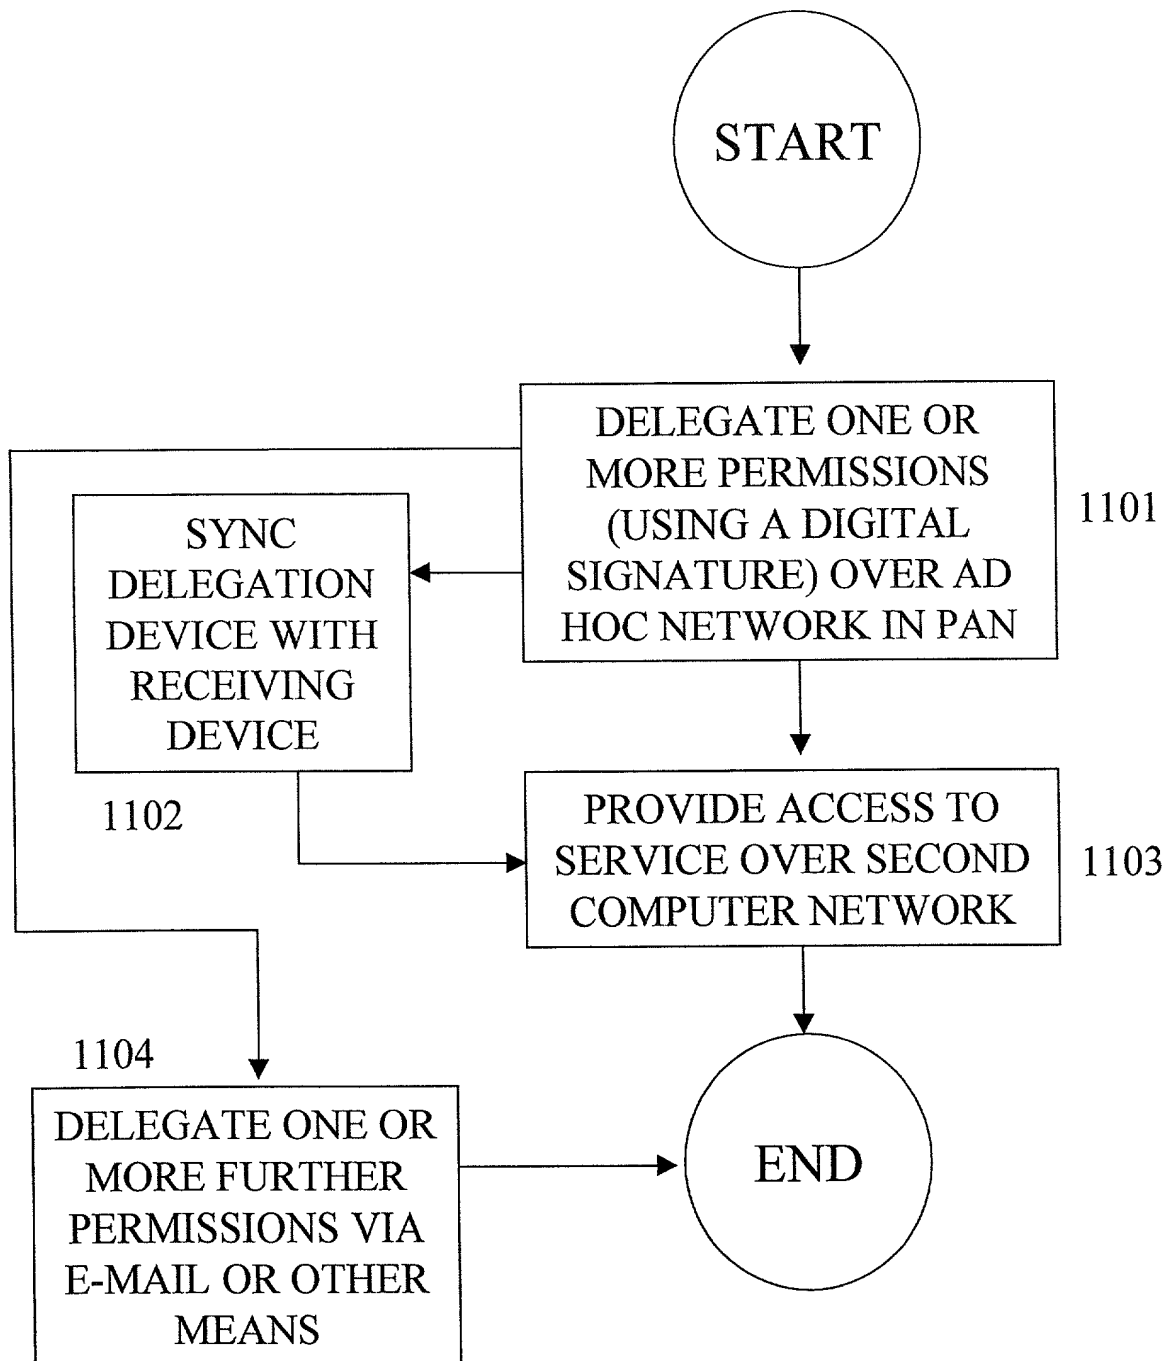 START
DELEGATE ONE OR
MORE PERMISSIONS
(USING A DIGITAL
SIGNATURE) OVER AD
HOC NETWORK IN PAN
1101
SYNC
DELEGATION
DEVICE WITH
RECEIVING
DEVICE
1102
PROVIDE ACCESS TO
SERVICE OVER SECOND
COMPUTER NETWORK
1103
1104
DELEGATE ONE OR
MORE FURTHER
PERMISSIONS VIA
E-MAIL OR OTHER
MEANS
END